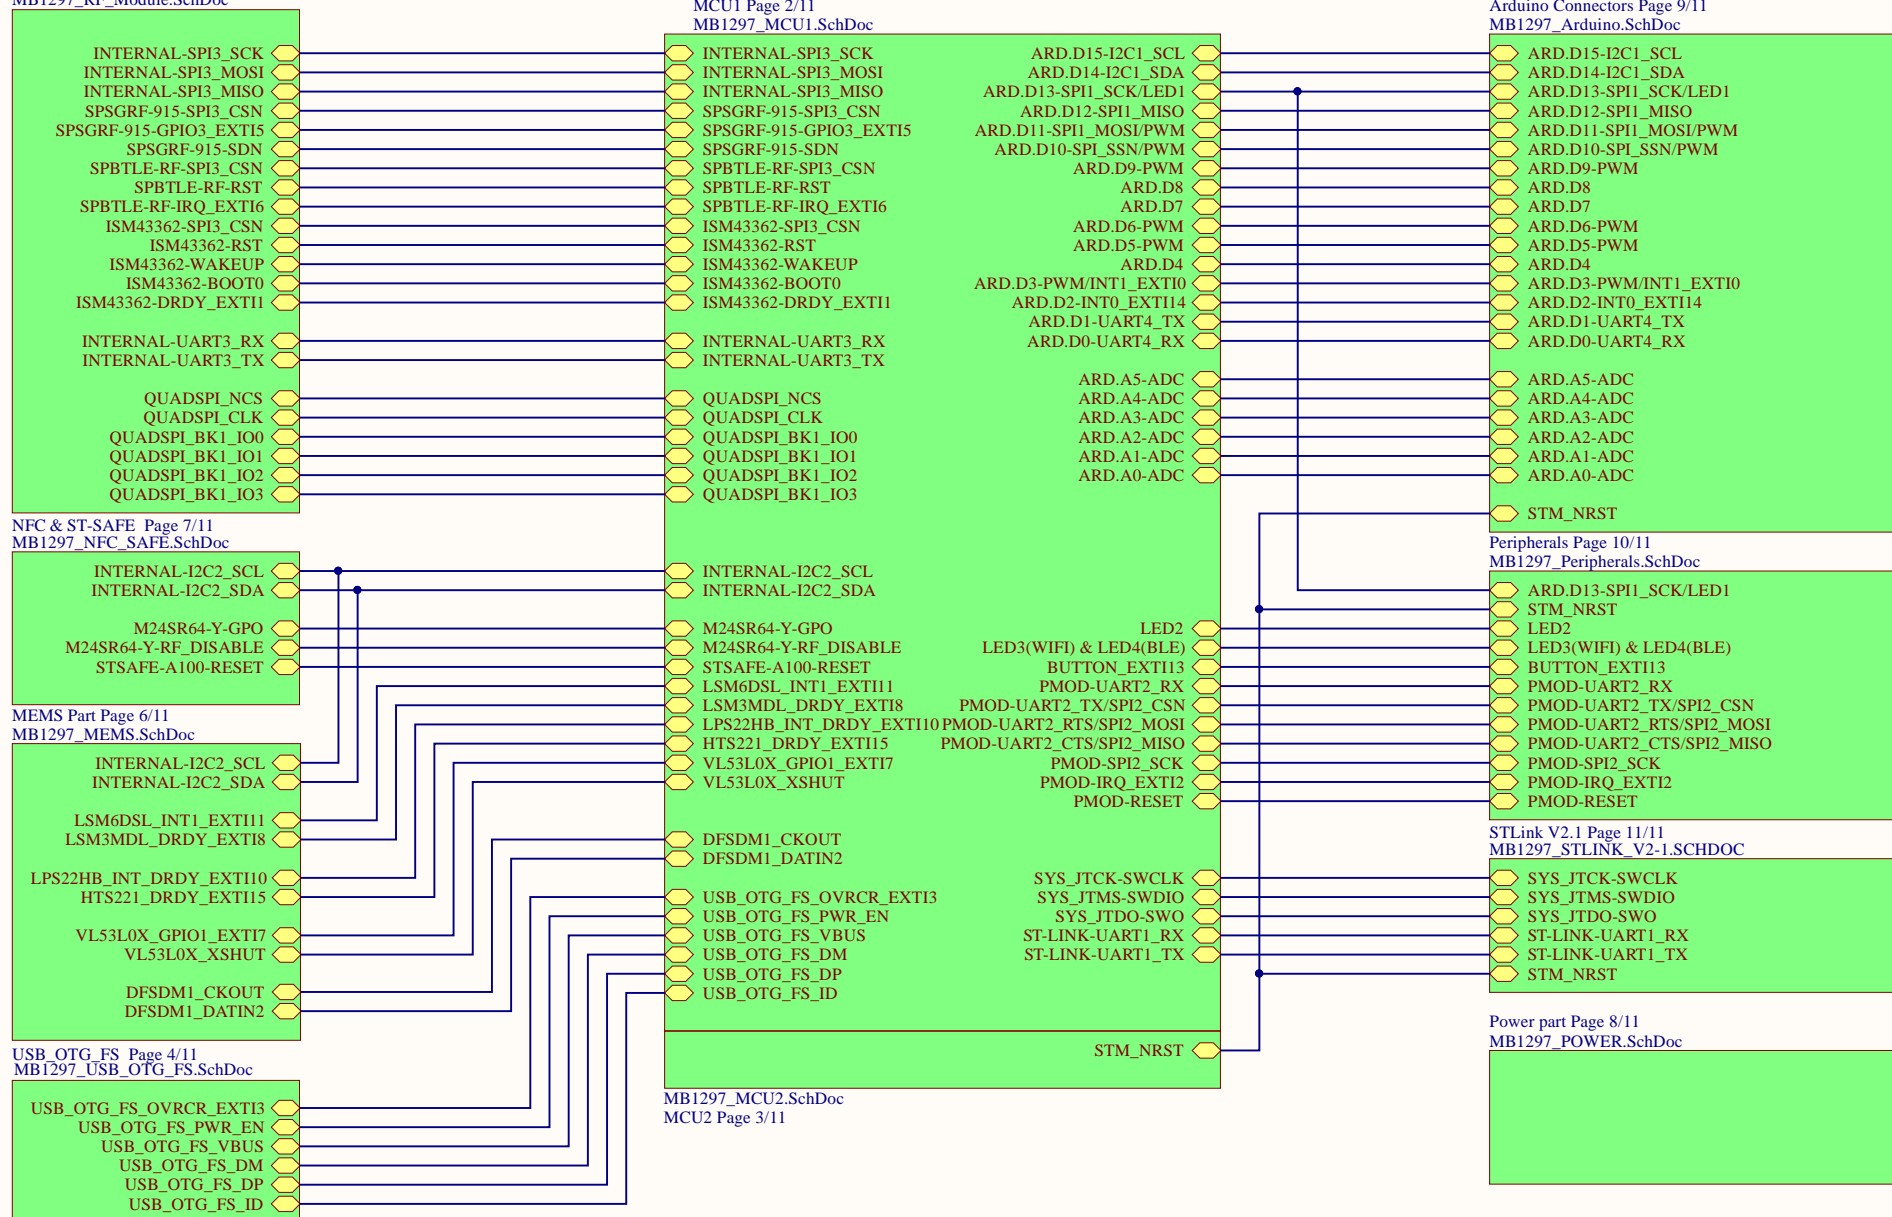 MB1297_RF_Module.SchDoc
INTERNAL-SPI3_SCK
INTERNAL-SPI3_MOSI
INTERNAL-SPI3_MISO
SPSGRF-915-SPI3_CSN
SPSGRF-915-GPIO3_EXTI5
SPSGRF-915-SDN
SPBTLE-RF-SPI3_CSN
SPBTLE-RF-RST
SPBTLE-RF-IRQ_EXTI6
ISM43362-SPI3_CSN
ISM43362-RST
ISM43362-WAKEUP
ISM43362-BOOT0
ISM43362-DRDY_EXTI1
INTERNAL-UART3_RX
INTERNAL-UART3_TX
QUADSPI_NCS
QUADSPI_CLK
QUADSPI_BK1_IO0
QUADSPI_BK1_IO1
QUADSPI_BK1_IO2
QUADSPI_BK1_IO3
NFC & ST-SAFE Page 7/11
MB1297_NFC_SAFE.SchDoc
INTERNAL-I2C2_SCL
INTERNAL-I2C2_SDA
M24SR64-Y-GPO
M24SR64-Y-RF_DISABLE
STSAFE-A100-RESET
MEMS Part Page 6/11
MB1297_MEMS.SchDoc
INTERNAL-I2C2_SCL
INTERNAL-I2C2_SDA
LSM6DSL_INT1_EXTI11
LSM3MDL_DRDY_EXTI8
LPS22HB_INT_DRDY_EXTI10
HTS221_DRDY_EXTI15
VL53L0X_GPIO1_EXTI7
VL53L0X_XSHUT
DFSDM1_CKOUT
DFSDM1_DATIN2
USB_OTG_FS Page 4/11
MB1297_USB_OTG_FS.SchDoc
USB_OTG_FS_OVRCR_EXTI3
USB_OTG_FS_PWR_EN
USB_OTG_FS_VBUS
USB_OTG_FS_DM
USB_OTG_FS_DP
USB_OTG_FS_ID
MCU1 Page 2/11
MB1297_MCU1.SchDoc
INTERNAL-SPI3_SCK
INTERNAL-SPI3_MOSI
INTERNAL-SPI3_MISO
SPSGRF-915-SPI3_CSN
SPSGRF-915-GPIO3_EXTI5
SPSGRF-915-SDN
SPBTLE-RF-SPI3_CSN
SPBTLE-RF-RST
SPBTLE-RF-IRQ_EXTI6
ISM43362-SPI3_CSN
ISM43362-RST
ISM43362-WAKEUP
ISM43362-BOOT0
ISM43362-DRDY_EXTI1
INTERNAL-UART3_RX
INTERNAL-UART3_TX
QUADSPI_NCS
QUADSPI_CLK
QUADSPI_BK1_IO0
QUADSPI_BK1_IO1
QUADSPI_BK1_IO2
QUADSPI_BK1_IO3
INTERNAL-I2C2_SCL
INTERNAL-I2C2_SDA
M24SR64-Y-GPO
M24SR64-Y-RF_DISABLE
STSAFE-A100-RESET
LSM6DSL_INT1_EXTI11
LSM3MDL_DRDY_EXTI8
LPS22HB_INT_DRDY_EXTI10
HTS221_DRDY_EXTI15
VL53L0X_GPIO1_EXTI7
VL53L0X_XSHUT
DFSDM1_CKOUT
DFSDM1_DATIN2
USB_OTG_FS_OVRCR_EXTI3
USB_OTG_FS_PWR_EN
USB_OTG_FS_VBUS
USB_OTG_FS_DM
USB_OTG_FS_DP
USB_OTG_FS_ID
ARD.D15-I2C1_SCL
ARD.D14-I2C1_SDA
ARD.D13-SPI1_SCK/LED1
ARD.D12-SPI1_MISO
ARD.D11-SPI1_MOSI/PWM
ARD.D10-SPI_SSN/PWM
ARD.D9-PWM
ARD.D8
ARD.D7
ARD.D6-PWM
ARD.D5-PWM
ARD.D4
ARD.D3-PWM/INT1_EXTI0
ARD.D2-INT0_EXTI14
ARD.D1-UART4_TX
ARD.D0-UART4_RX
ARD.A5-ADC
ARD.A4-ADC
ARD.A3-ADC
ARD.A2-ADC
ARD.A1-ADC
ARD.A0-ADC
LED2
LED3(WIFI) & LED4(BLE)
BUTTON_EXTI13
PMOD-UART2_RX
PMOD-UART2_TX/SPI2_CSN
PMOD-UART2_RTS/SPI2_MOSI
PMOD-UART2_CTS/SPI2_MISO
PMOD-SPI2_SCK
PMOD-IRQ_EXTI2
PMOD-RESET
SYS_JTCK-SWCLK
SYS_JTMS-SWDIO
SYS_JTDO-SWO
ST-LINK-UART1_RX
ST-LINK-UART1_TX
STM_NRST
MB1297_MCU2.SchDoc
MCU2 Page 3/11
Arduino Connectors Page 9/11
MB1297_Arduino.SchDoc
ARD.D15-I2C1_SCL
ARD.D14-I2C1_SDA
ARD.D13-SPI1_SCK/LED1
ARD.D12-SPI1_MISO
ARD.D11-SPI1_MOSI/PWM
ARD.D10-SPI_SSN/PWM
ARD.D9-PWM
ARD.D8
ARD.D7
ARD.D6-PWM
ARD.D5-PWM
ARD.D4
ARD.D3-PWM/INT1_EXTI0
ARD.D2-INT0_EXTI14
ARD.D1-UART4_TX
ARD.D0-UART4_RX
ARD.A5-ADC
ARD.A4-ADC
ARD.A3-ADC
ARD.A2-ADC
ARD.A1-ADC
ARD.A0-ADC
STM_NRST
Peripherals Page 10/11
MB1297_Peripherals.SchDoc
ARD.D13-SPI1_SCK/LED1
STM_NRST
LED2
LED3(WIFI) & LED4(BLE)
BUTTON_EXTI13
PMOD-UART2_RX
PMOD-UART2_TX/SPI2_CSN
PMOD-UART2_RTS/SPI2_MOSI
PMOD-UART2_CTS/SPI2_MISO
PMOD-SPI2_SCK
PMOD-IRQ_EXTI2
PMOD-RESET
STLink V2.1 Page 11/11
MB1297_STLINK_V2-1.SCHDOC
SYS_JTCK-SWCLK
SYS_JTMS-SWDIO
SYS_JTDO-SWO
ST-LINK-UART1_RX
ST-LINK-UART1_TX
STM_NRST
Power part Page 8/11
MB1297_POWER.SchDoc